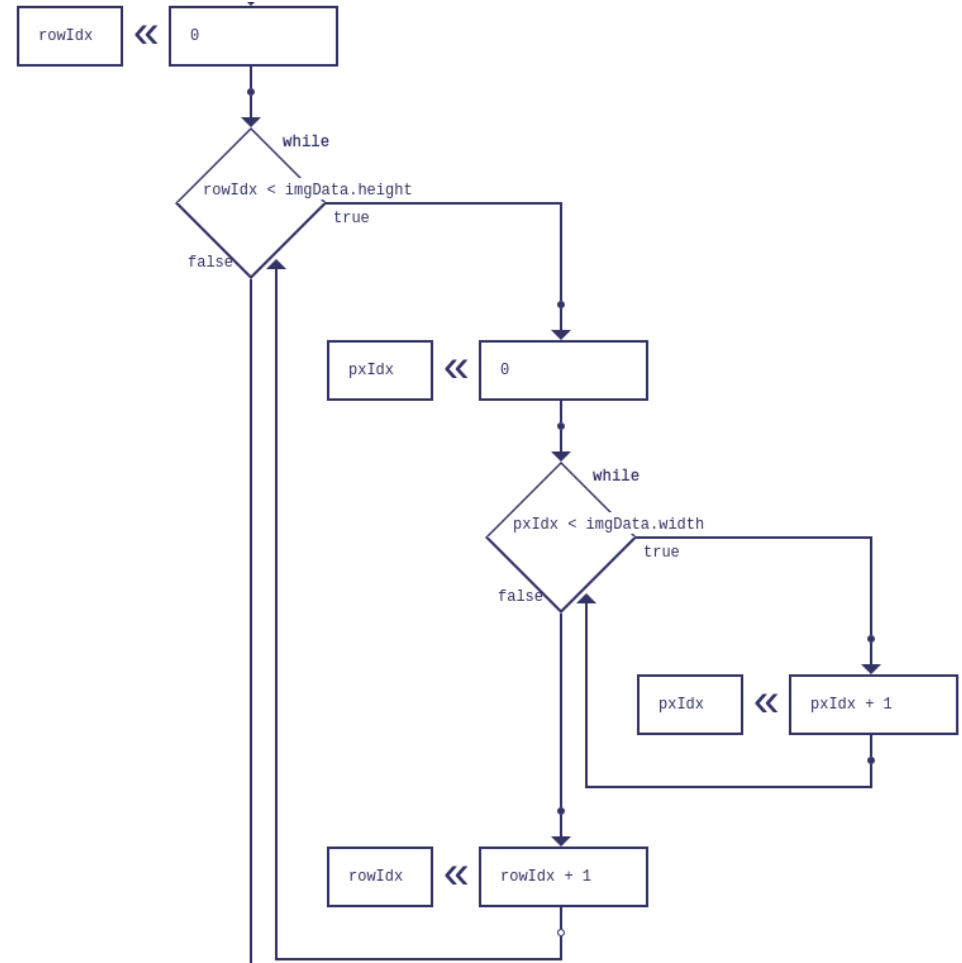 rowIdx « 0
while
rowIdx < imgData.height
true
false
pxIdx « 0
while
pxIdx < imgData.width
true
false
pxIdx « pxIdx + 1
rowIdx « rowIdx + 1